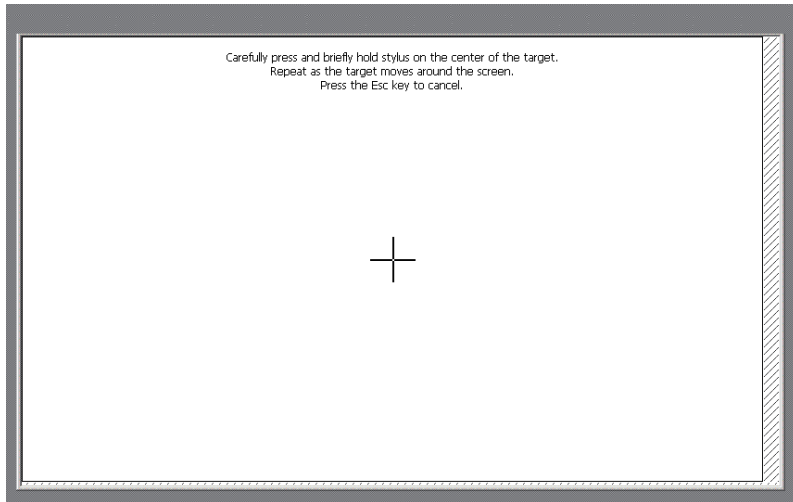 Carefully press and briefly hold stylus on the center of the target.
Repeat as the target moves around the screen.
Press the Esc key to cancel.